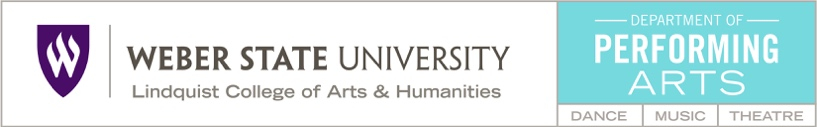 WEBER STATE UNIVERSITY
Lindquist College of Arts & Humanities
DEPARTMENT OF
PERFORMING
ARTS
DANCE MUSIC THEATRE